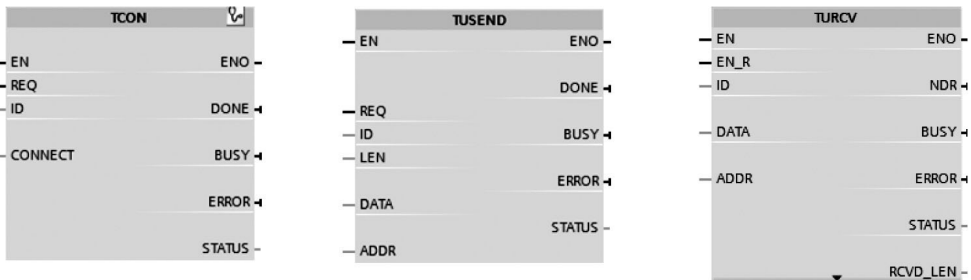 TCON
EN ENO
REQ
ID DONE
CONNECT BUSY
ERROR
STATUS
TUSEND
EN ENO
DONE
REQ
ID BUSY
LEN
ERROR
DATA
STATUS
ADDR
TURCV
EN ENO
EN_R
ID NDR
DATA BUSY
ADDR ERROR
STATUS
RCVD_LEN